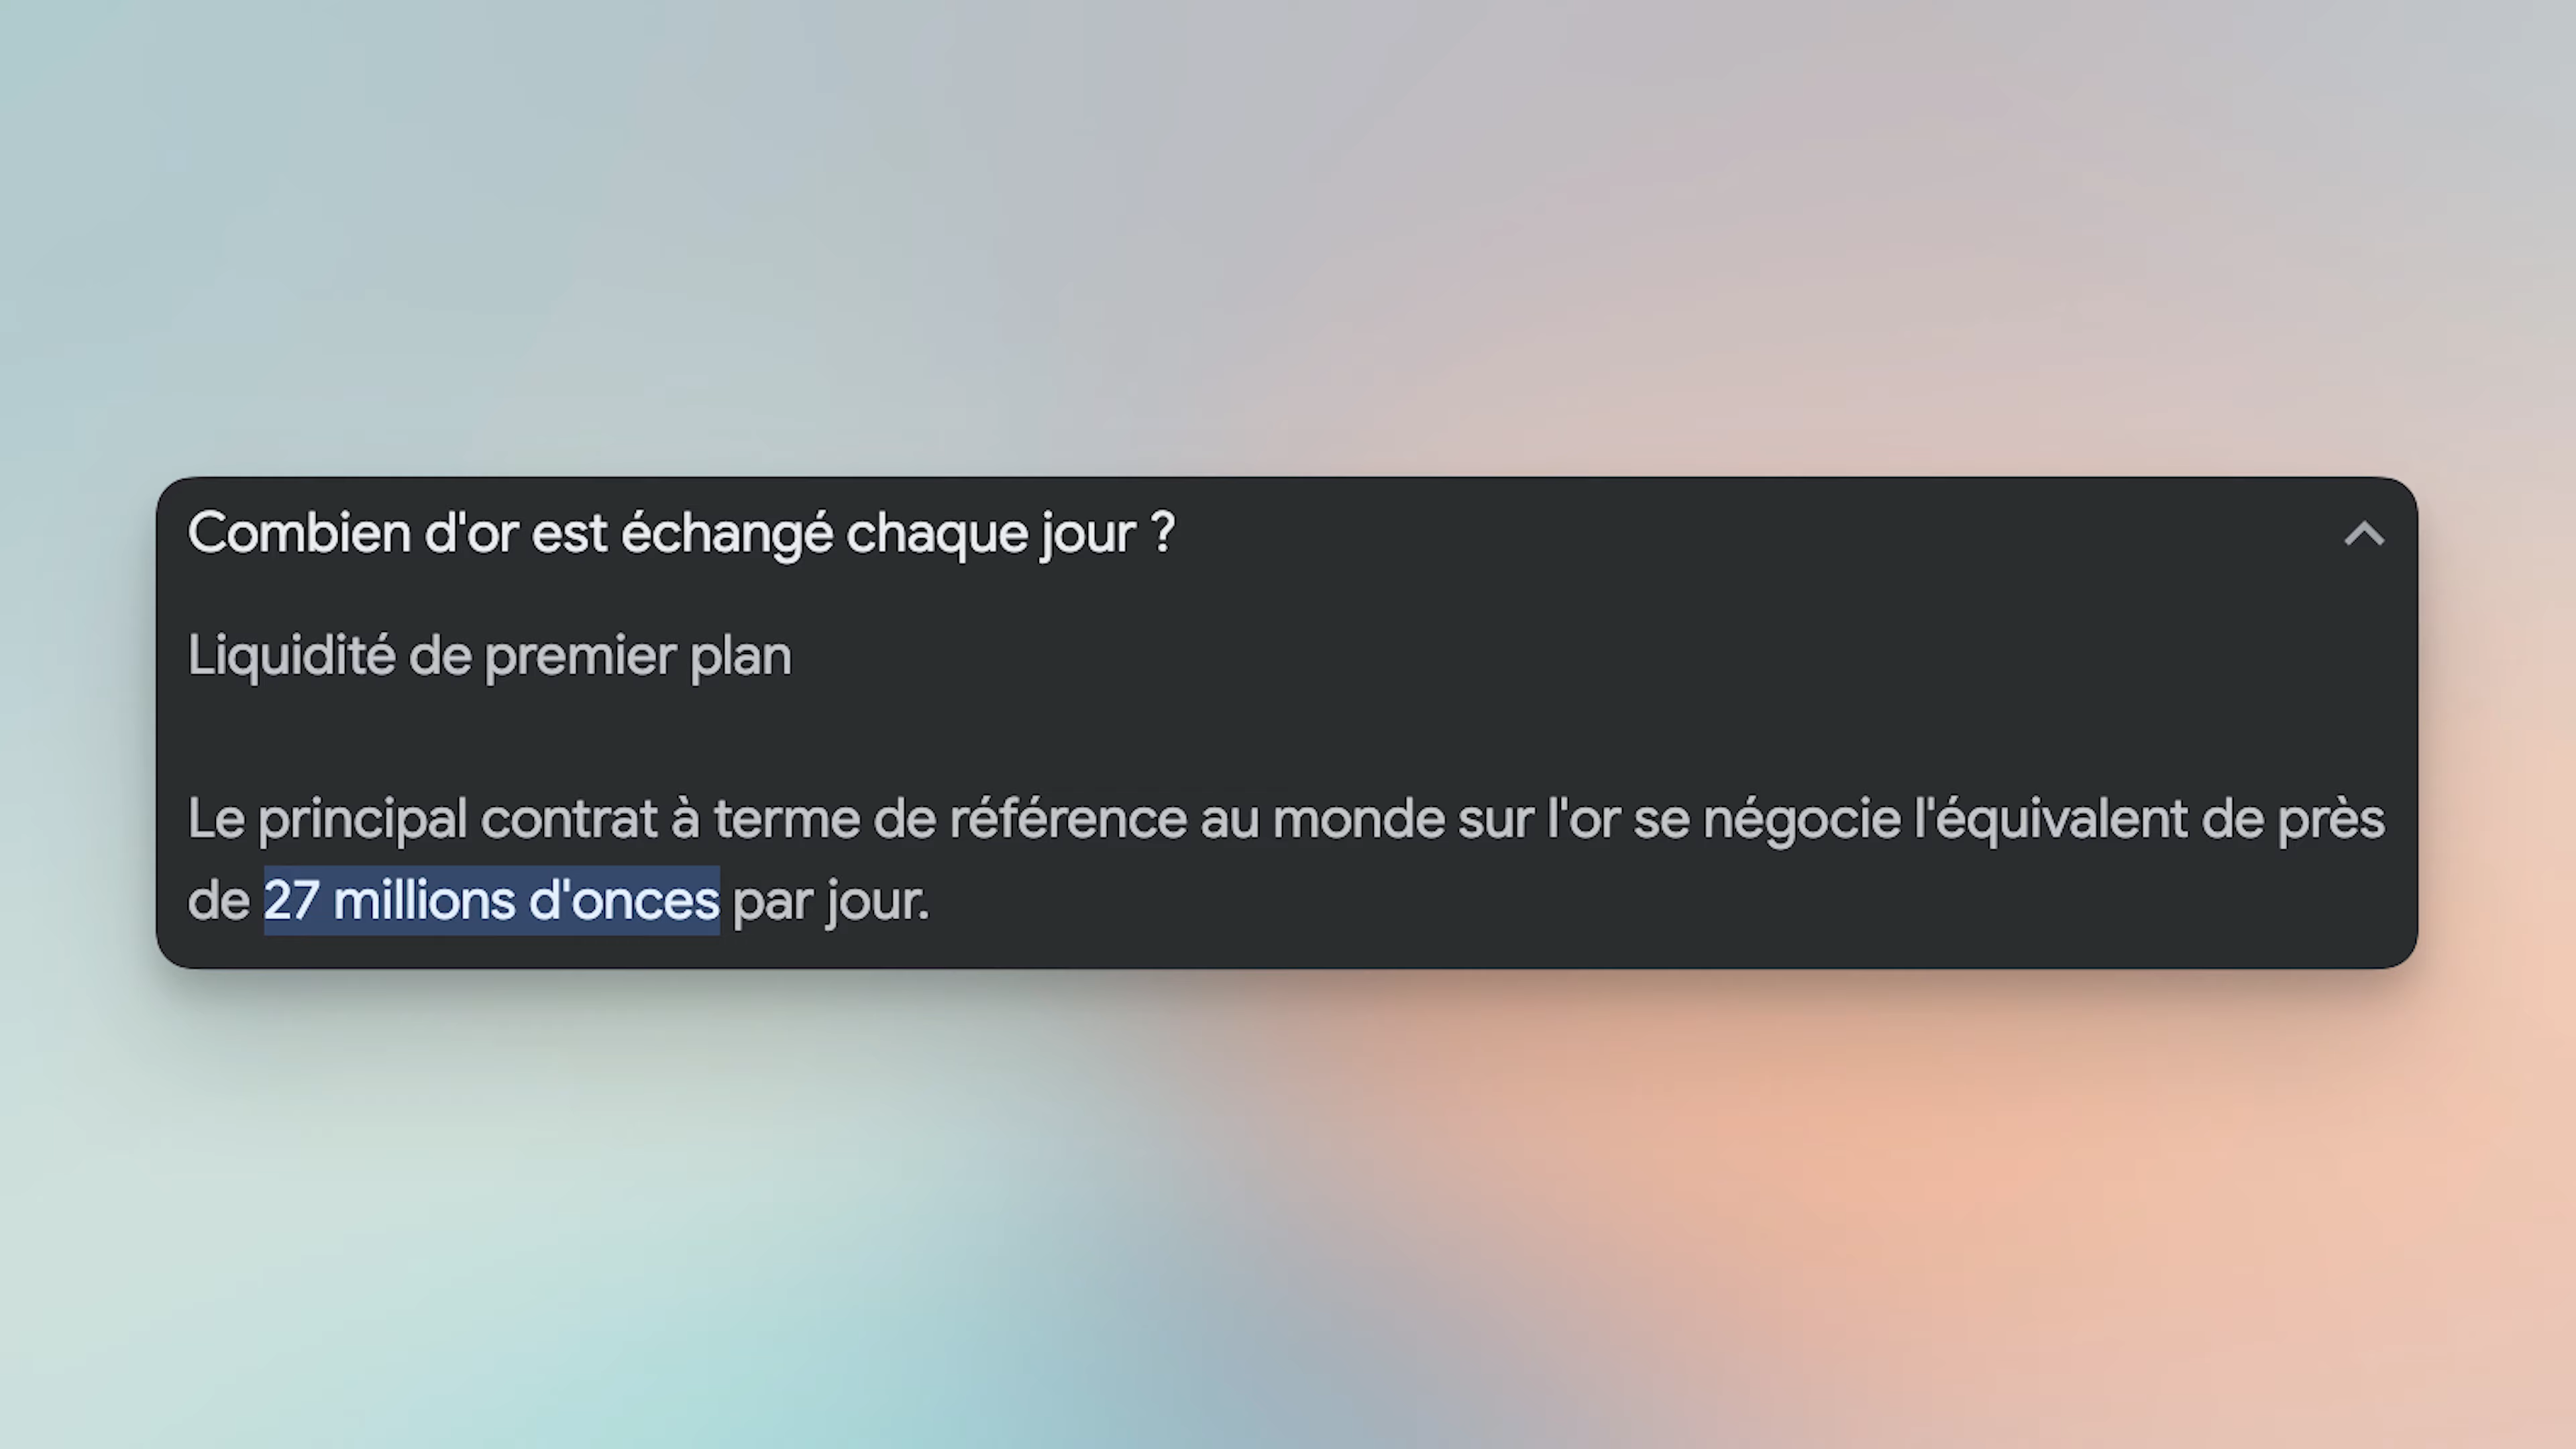 Combien d'or est échangé chaque jour ?
Liquidité de premier plan
Le principal contrat à terme de référence au monde sur l'or se négocie l'équivalent de près
de 27 millions d'onces par jour.